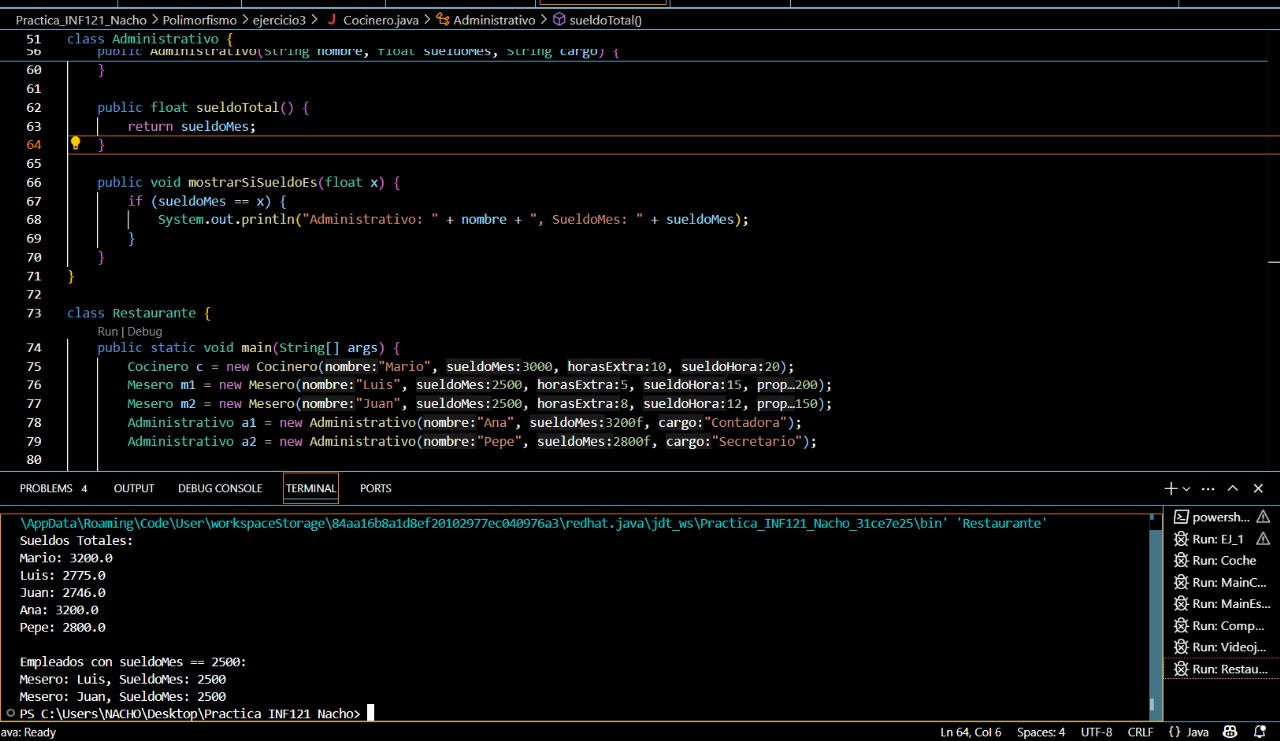 Practica_INF121_Nacho > Polimorfismo > ejercicio3 > J Cocinero.java > Administrativo > sueldoTotal()
51 class Administrativo {
56 public Administrativo(String nombre, float sueldoMes, String cargo) {
60 }
61
62 public float sueldoTotal() {
63 return sueldoMes;
64 }
65
66 public void mostrarSiSueldoEs(float x) {
67 if (sueldoMes == x) {
68 System.out.println("Administrativo: " + nombre + ", SueldoMes: " + sueldoMes);
69 }
70 }
71 }
72
73 class Restaurante {
Run | Debug
74 public static void main(String[] args) {
75 Cocinero c = new Cocinero(nombre:"Mario", sueldoMes:3000, horasExtra:10, sueldoHora:20);
76 Mesero m1 = new Mesero(nombre:"Luis", sueldoMes:2500, horasExtra:5, sueldoHora:15, prop…200);
77 Mesero m2 = new Mesero(nombre:"Juan", sueldoMes:2500, horasExtra:8, sueldoHora:12, prop…150);
78 Administrativo a1 = new Administrativo(nombre:"Ana", sueldoMes:3200f, cargo:"Contadora");
79 Administrativo a2 = new Administrativo(nombre:"Pepe", sueldoMes:2800f, cargo:"Secretario");
80
PROBLEMS 4 OUTPUT DEBUG CONSOLE TERMINAL PORTS
\AppData\Roaming\Code\User\workspaceStorage\84aa16b8a1d8ef20102977ec040976a3\redhat.java\jdt_ws\Practica_INF121_Nacho_31ce7e25\bin' 'Restaurante'
Sueldos Totales:
Mario: 3200.0
Luis: 2775.0
Juan: 2746.0
Ana: 3200.0
Pepe: 2800.0
Empleados con sueldoMes == 2500:
Mesero: Luis, SueldoMes: 2500
Mesero: Juan, SueldoMes: 2500
PS C:\Users\NACHO\Desktop\Practica_INF121_Nacho>
powersh...
Run: EJ_1
Run: Coche
Run: MainC...
Run: MainEs...
Run: Comp...
Run: Videoj...
Run: Restau...
ava: Ready Ln 64, Col 6 Spaces: 4 UTF-8 CRLF {} Java